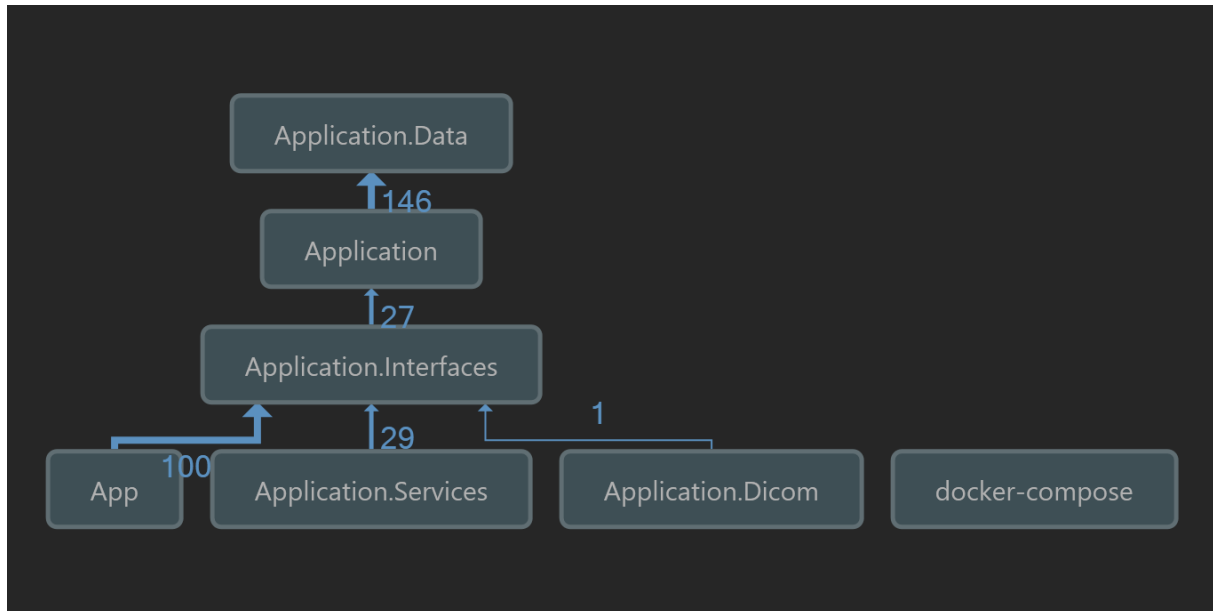 Application.Data
146
Application
27
Application.Interfaces
1
29
100
App
Application.Services
Application.Dicom
docker-compose